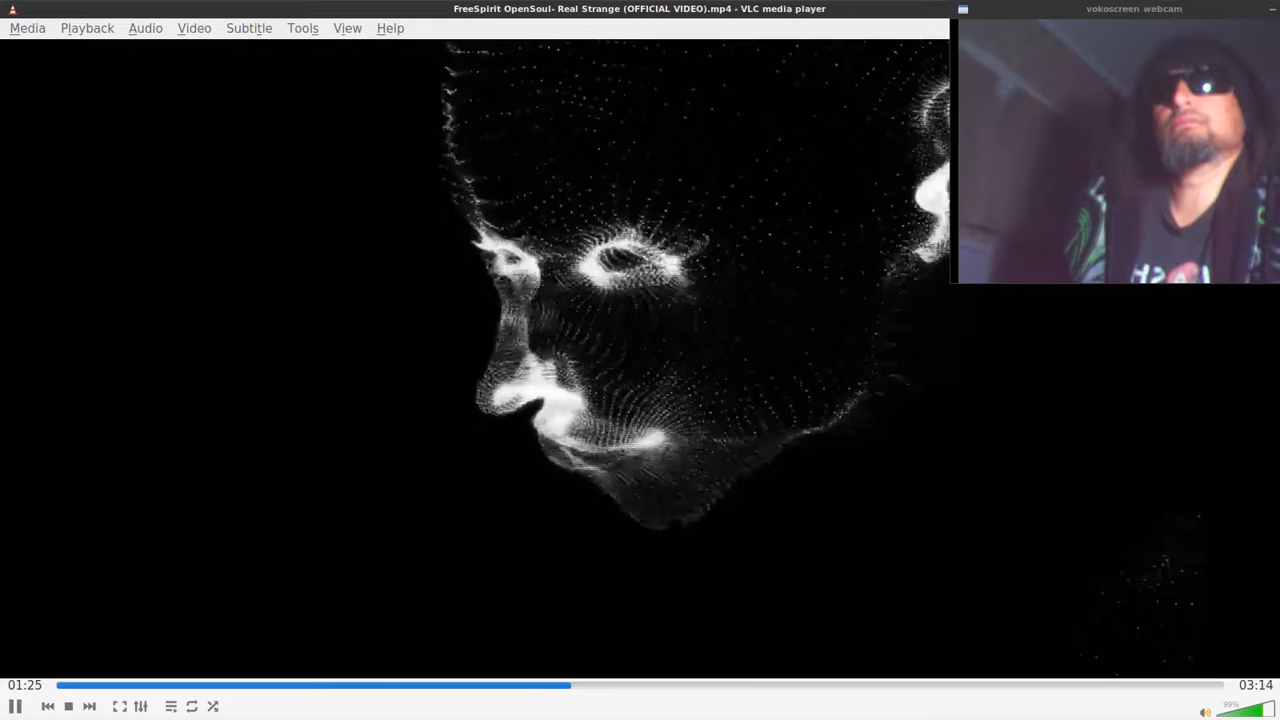 FreeSpirit OpenSoul- Real Strange (OFFICIAL VIDEO).mp4 - VLC media player
vokoscreen webcam
Media Playback Audio Video Subtitle Tools View Help
01:25
03:14
99%